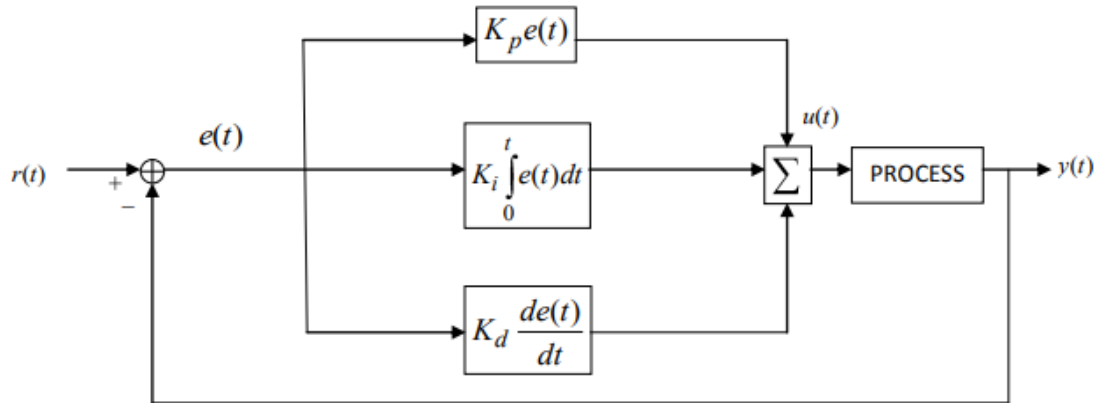 K_p e(t)
u(t)
e(t)
r(t)
+
−
K_i ∫_0^t e(t)dt
∑
PROCESS
y(t)
K_d de(t)/dt